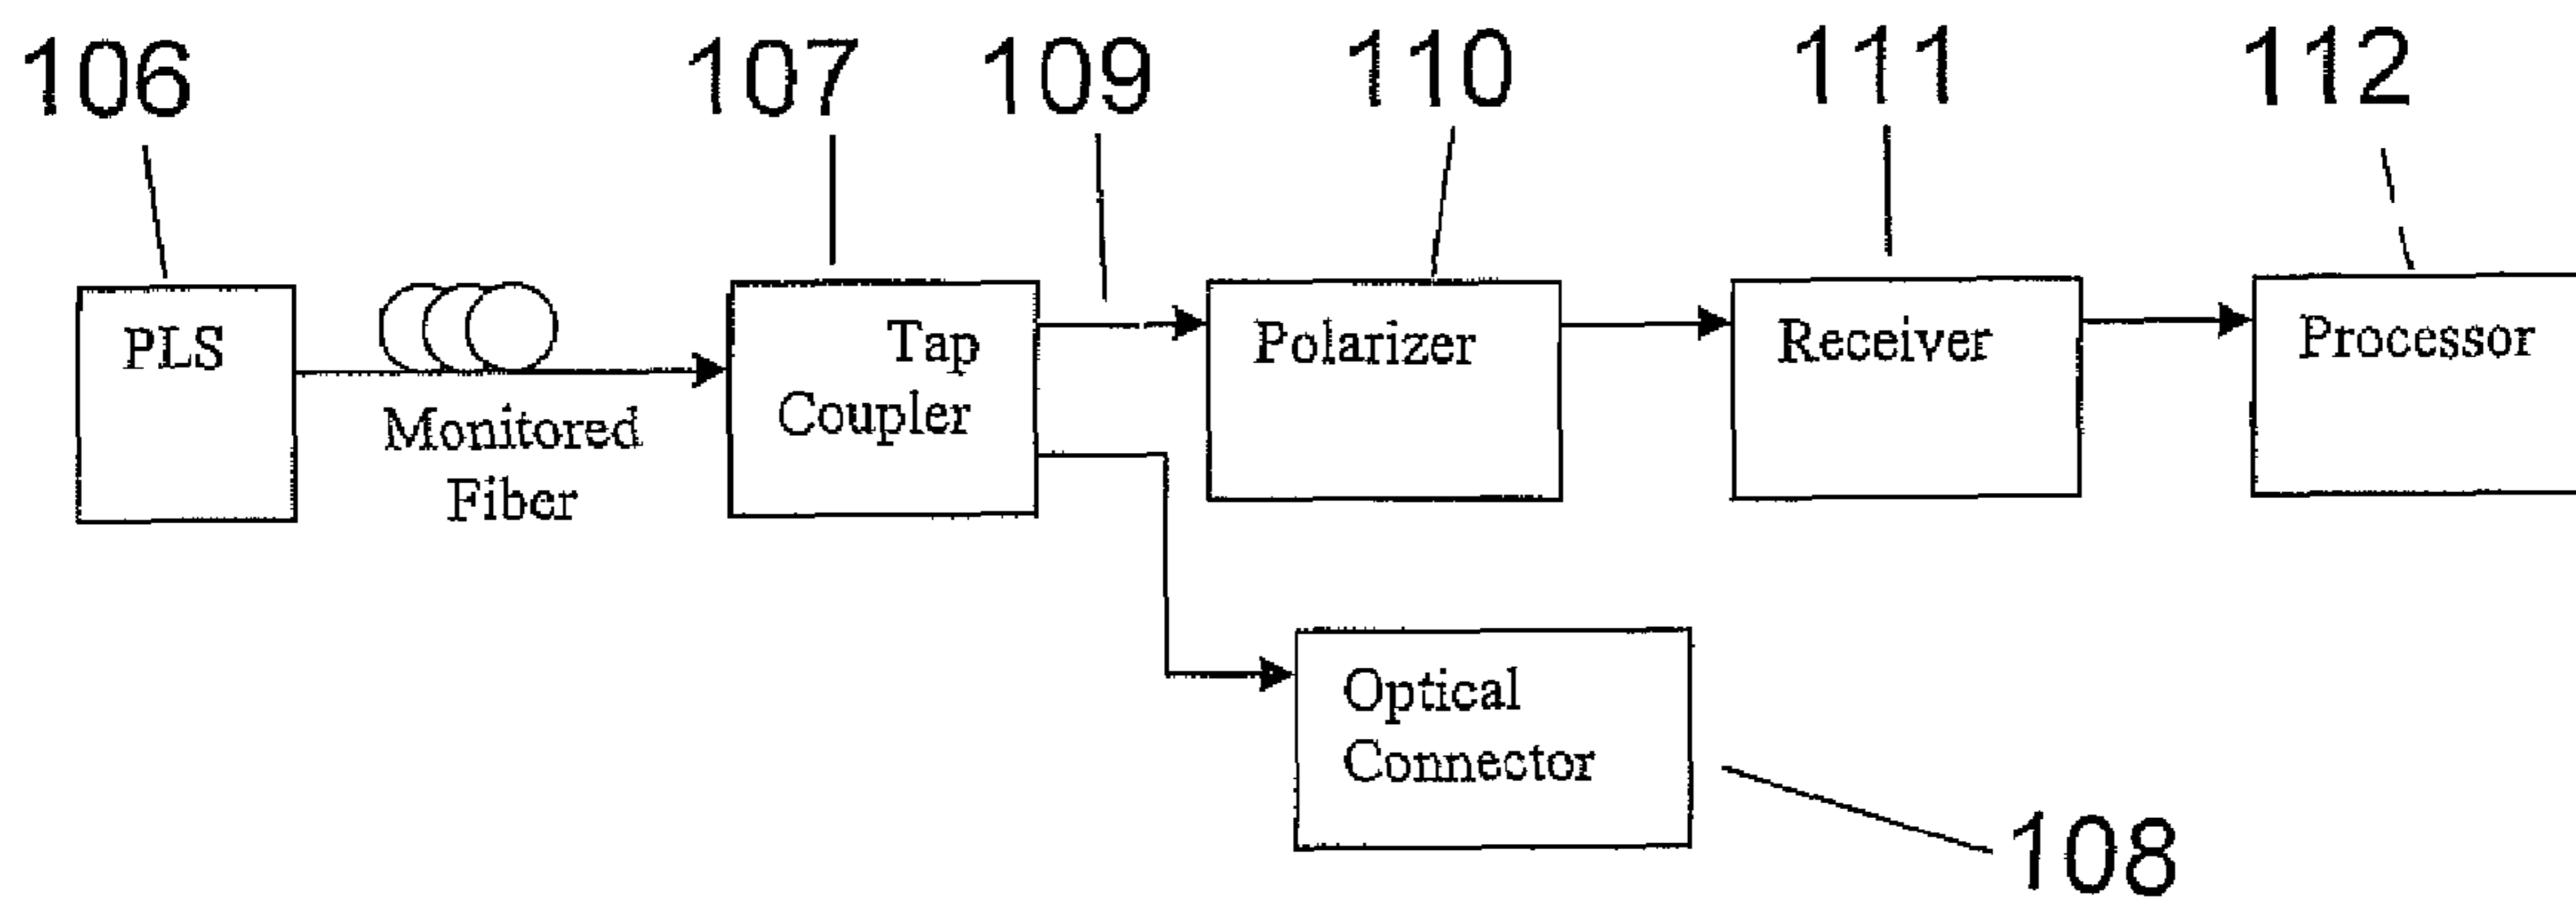 106
107
109
110
111
112
PLS
Monitored
Fiber
Tap
Coupler
Polarizer
Receiver
Processor
Optical
Connector
108